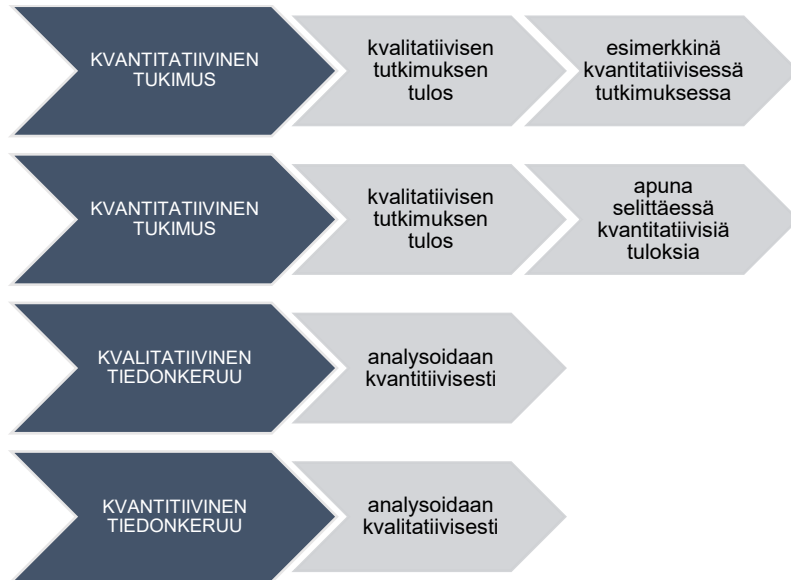 KVANTITATIIVINEN
TUKIMUS
kvalitatiivisen
tutkimuksen
tulos
esimerkkinä
kvantitatiivisessä
tutkimuksessa
KVANTITATIIVINEN
TUKIMUS
kvalitatiivisen
tutkimuksen
tulos
apuna
selittäessä
kvantitatiivisiä
tuloksia
KVALITATIIVINEN
TIEDONKERUU
analysoidaan
kvantitiivisesti
KVANTITIIVINEN
TIEDONKERUU
analysoidaan
kvalitatiivisesti